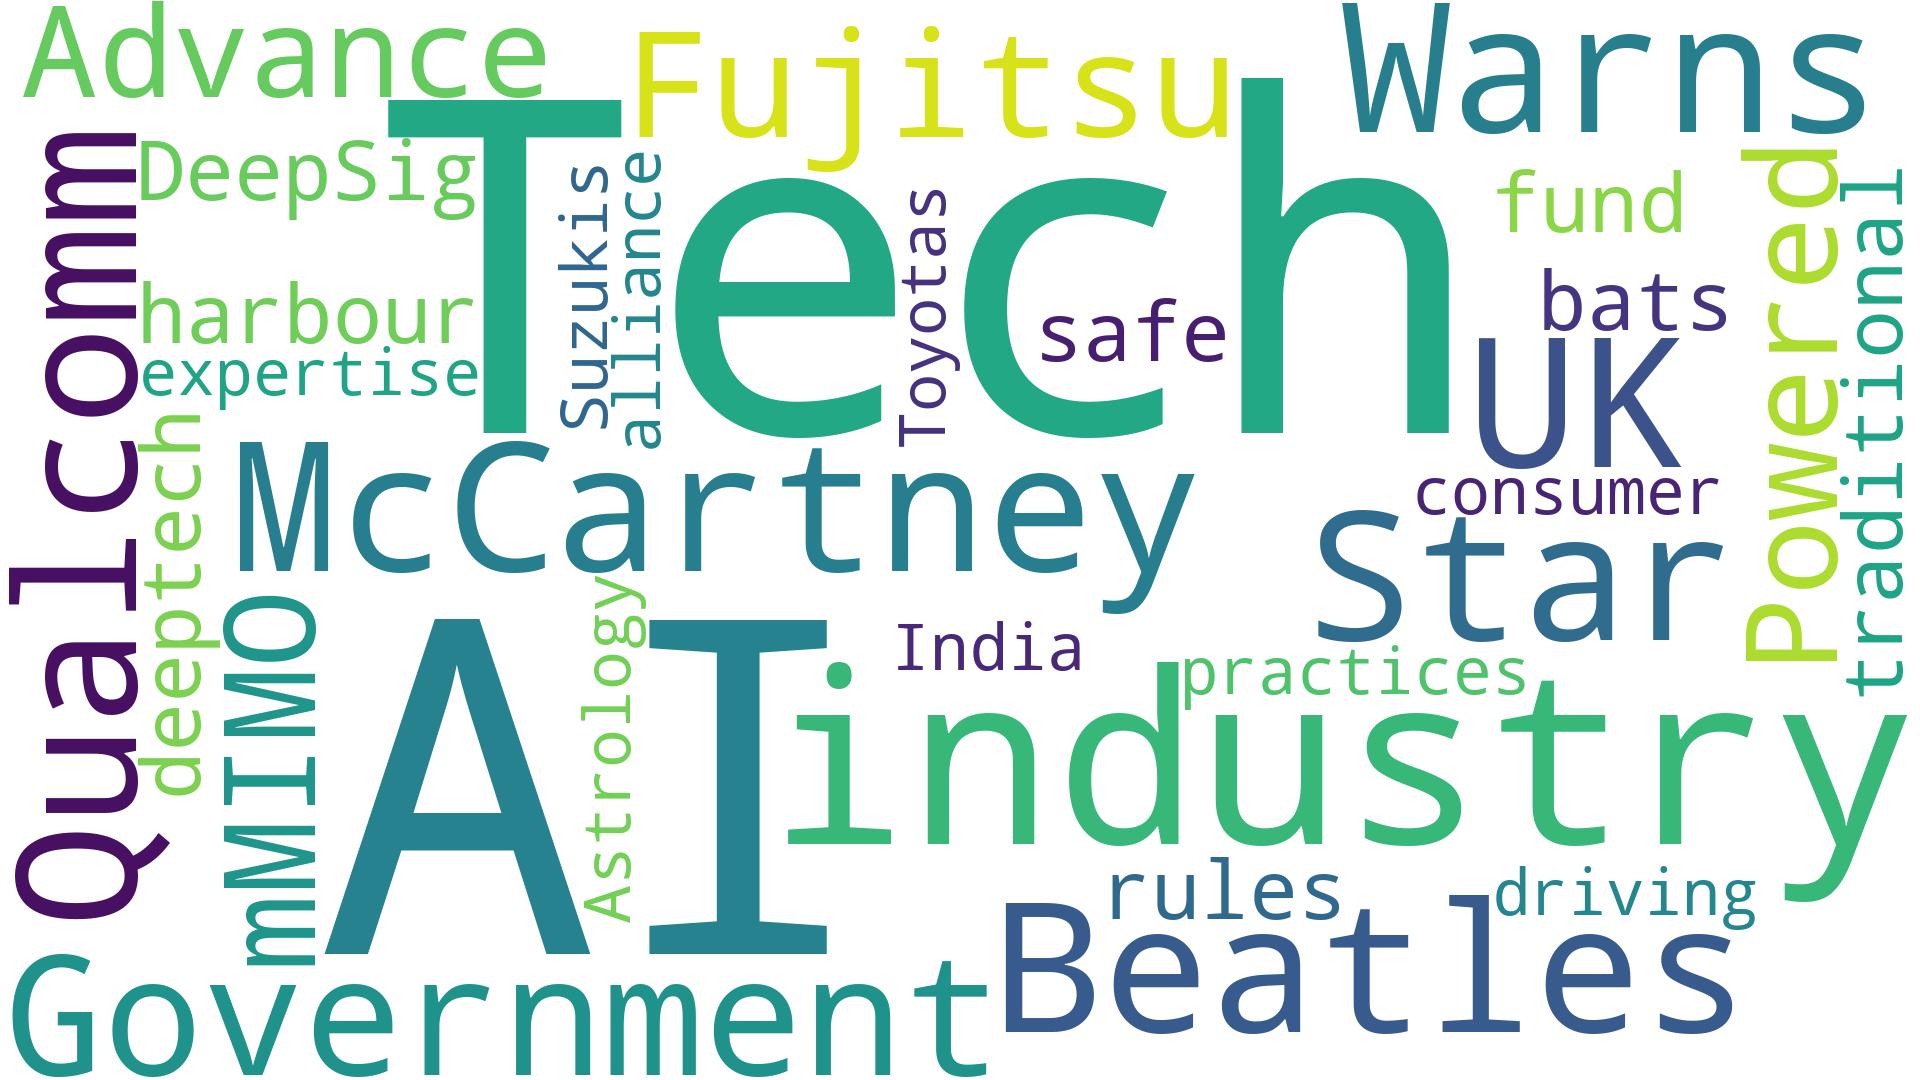 Advance
Fujitsu
Warns
Tech
DeepSig
Qualcomm
Suzukis
alliance
Toyotas
fund
Powered
traditional
harbour
safe
bats
expertise
UK
deeptech
McCartney
consumer
Star
mMIMO
AI
Astrology
India
practices
industry
rules
driving
Beatles
Government